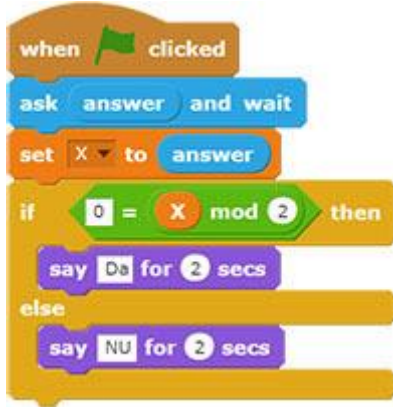 when clicked
ask answer and wait
set X to answer
if 0 = X mod 2 then
say Da for 2 secs
else
say NU for 2 secs